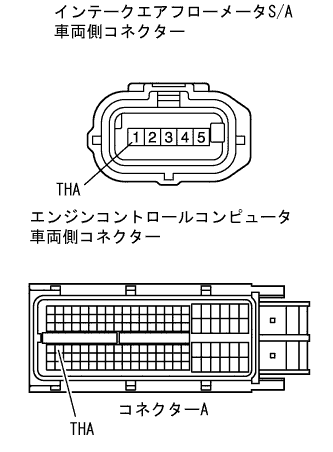 インテークエアフローメータS/A
車両側コネクター
1 2 3 4 5
THA
エンジンコントロールコンピュータ
車両側コネクター
コネクターA
THA